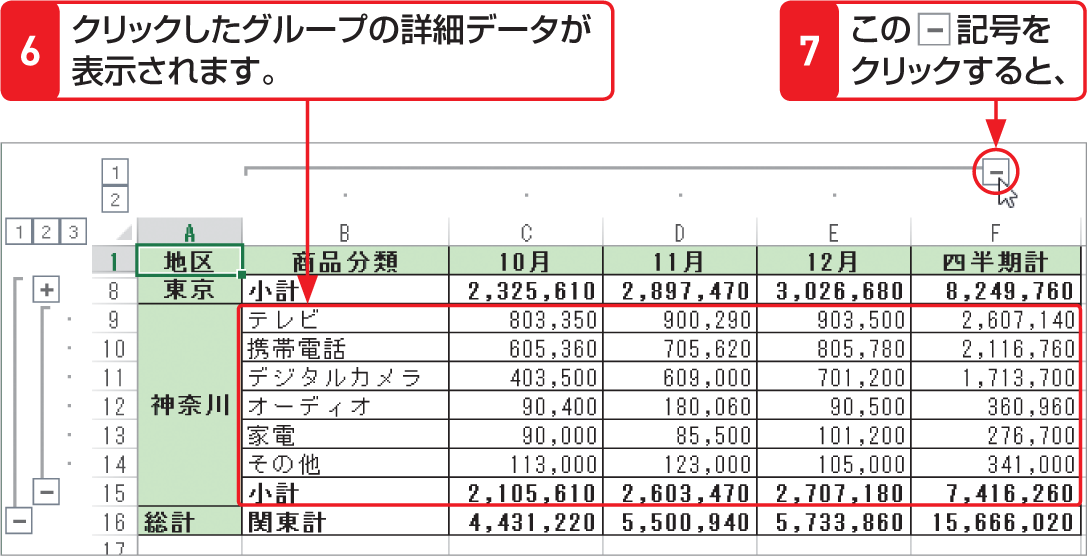 6 クリックしたグループの詳細データが
表示されます。
7 この − 記号を
クリックすると、
1
2
1 2 3
A B C D E F
1 地区 商品分類 10月 11月 12月 四半期計
8 東京 小計 2,325,610 2,897,470 3,026,680 8,249,760
9 テレビ 803,350 900,290 903,500 2,607,140
10 携帯電話 605,360 705,620 805,780 2,116,760
11 デジタルカメラ 403,500 609,000 701,200 1,713,700
12 神奈川 オーディオ 90,400 180,060 90,500 360,960
13 家電 90,000 85,500 101,200 276,700
14 その他 113,000 123,000 105,000 341,000
15 小計 2,105,610 2,603,470 2,707,180 7,416,260
16 総計 関東計 4,431,220 5,500,940 5,733,860 15,666,020
17